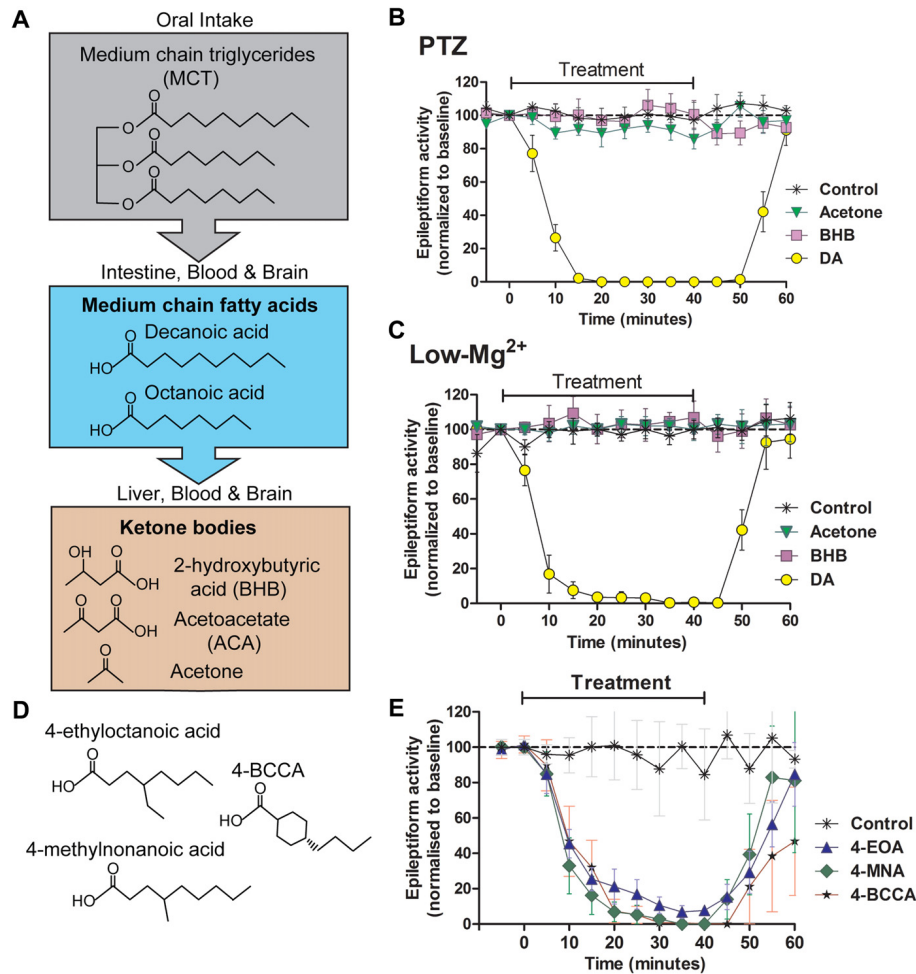 A
Oral Intake
Medium chain triglycerides
(MCT)
O
O
O
O
O
O
Intestine, Blood & Brain
Medium chain fatty acids
Decanoic acid
O
HO
Octanoic acid
O
HO
Liver, Blood & Brain
Ketone bodies
OH O
OH
2-hydroxybutyric
acid (BHB)
O O
OH
Acetoacetate
(ACA)
O
Acetone
B
PTZ
Treatment
Epileptiform activity
(normalized to baseline)
120
100
80
60
40
20
0
0 10 20 30 40 50 60
Time (minutes)
Control
Acetone
BHB
DA
C
Low-Mg2+
Treatment
Epileptiform activity
(normalized to baseline)
120
100
80
60
40
20
0
0 10 20 30 40 50 60
Time (minutes)
Control
Acetone
BHB
DA
D
4-ethyloctanoic acid
O
HO
4-BCCA
O
HO
4-methylnonanoic acid
O
HO
E
Treatment
Epileptiform activity
(normalised to baseline)
120
100
80
60
40
20
0
0 10 20 30 40 50 60
Time (minutes)
Control
4-EOA
4-MNA
4-BCCA